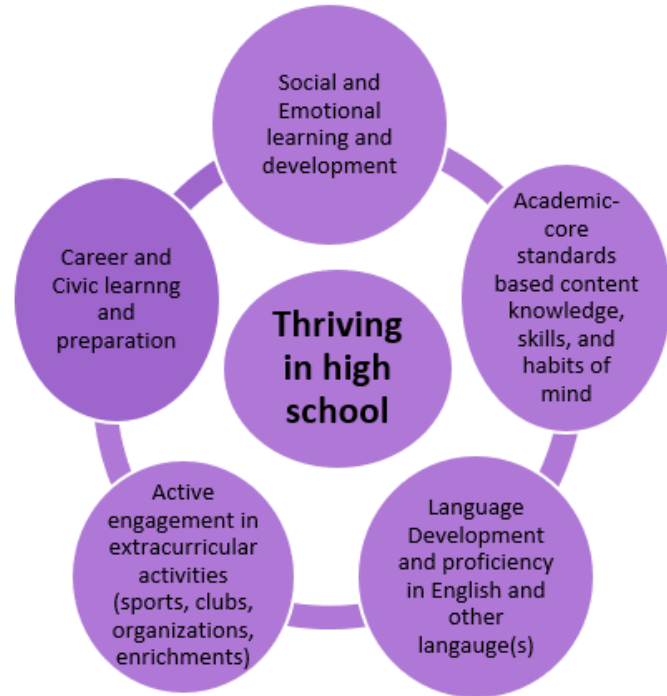 Social and
Emotional
learning and
development
Academic-
core
standards
based content
knowledge,
skills, and
habits of
mind
Language
Development
and proficiency
in English and
other
langauge(s)
Active
engagement in
extracurricular
activities
(sports, clubs,
organizations,
enrichments)
Career and
Civic learnng
and
preparation
Thriving
in high
school